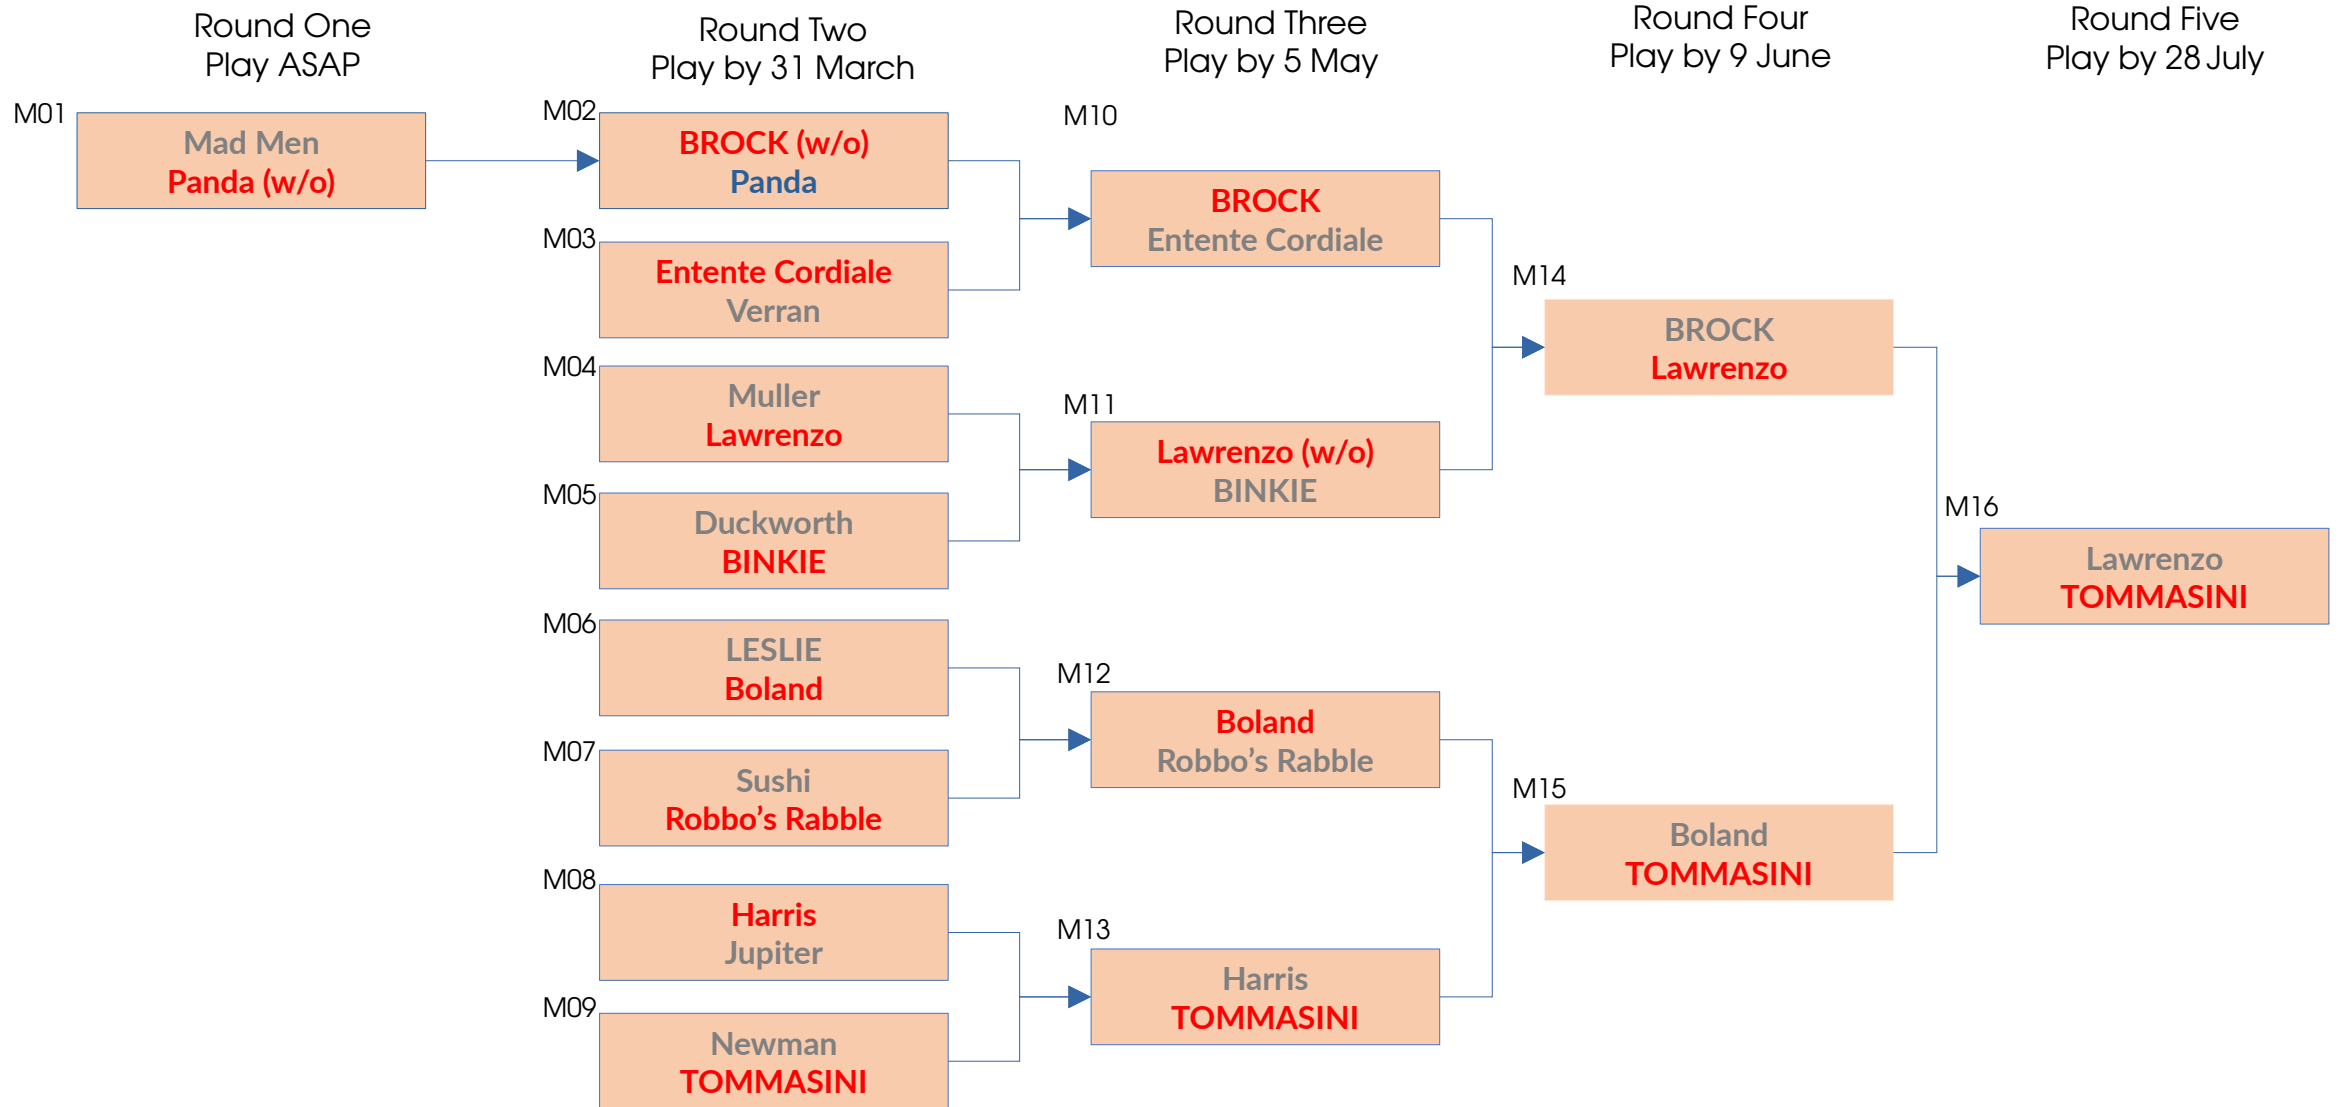 Round One
Play ASAP
Round Two
Play by 31 March
Round Three
Play by 5 May
Round Four
Play by 9 June
Round Five
Play by 28 July
M01
Mad Men
Panda (w/o)
M02
BROCK (w/o)
Panda
M03
Entente Cordiale
Verran
M04
Muller
Lawrenzo
M05
Duckworth
BINKIE
M06
LESLIE
Boland
M07
Sushi
Robbo’s Rabble
M08
Harris
Jupiter
M09
Newman
TOMMASINI
M10
BROCK
Entente Cordiale
M11
Lawrenzo (w/o)
BINKIE
M12
Boland
Robbo’s Rabble
M13
Harris
TOMMASINI
M14
BROCK
Lawrenzo
M15
Boland
TOMMASINI
M16
Lawrenzo
TOMMASINI